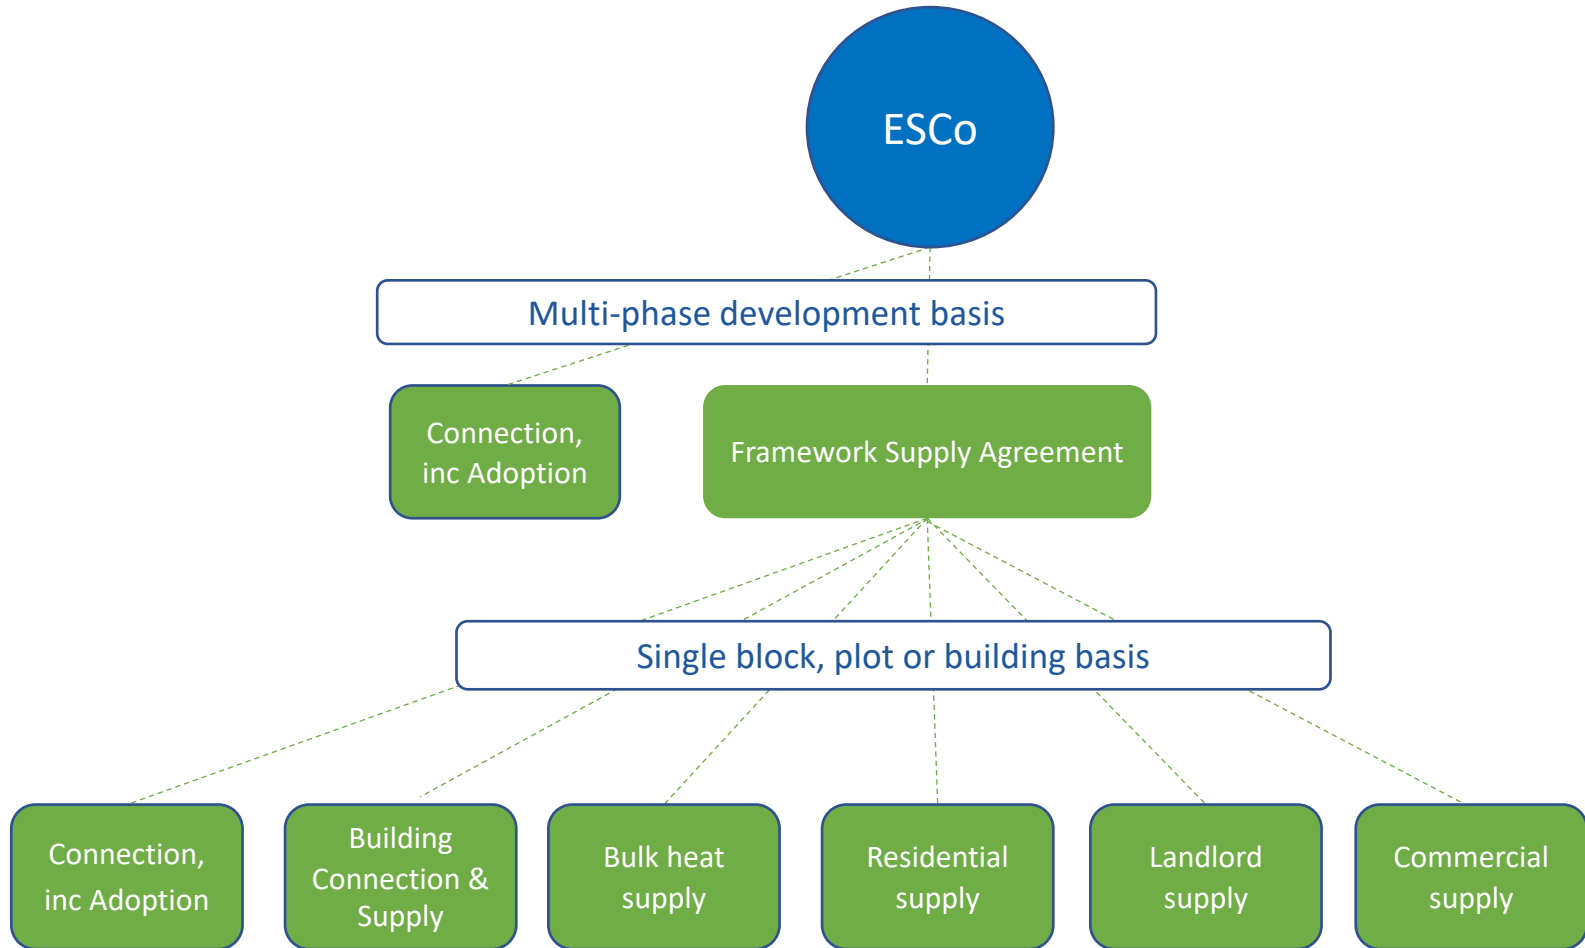 ESCo
Multi-phase development basis
Connection,
inc Adoption
Framework Supply Agreement
Single block, plot or building basis
Connection,
inc Adoption
Building
Connection &
Supply
Bulk heat
supply
Residential
supply
Landlord
supply
Commercial
supply